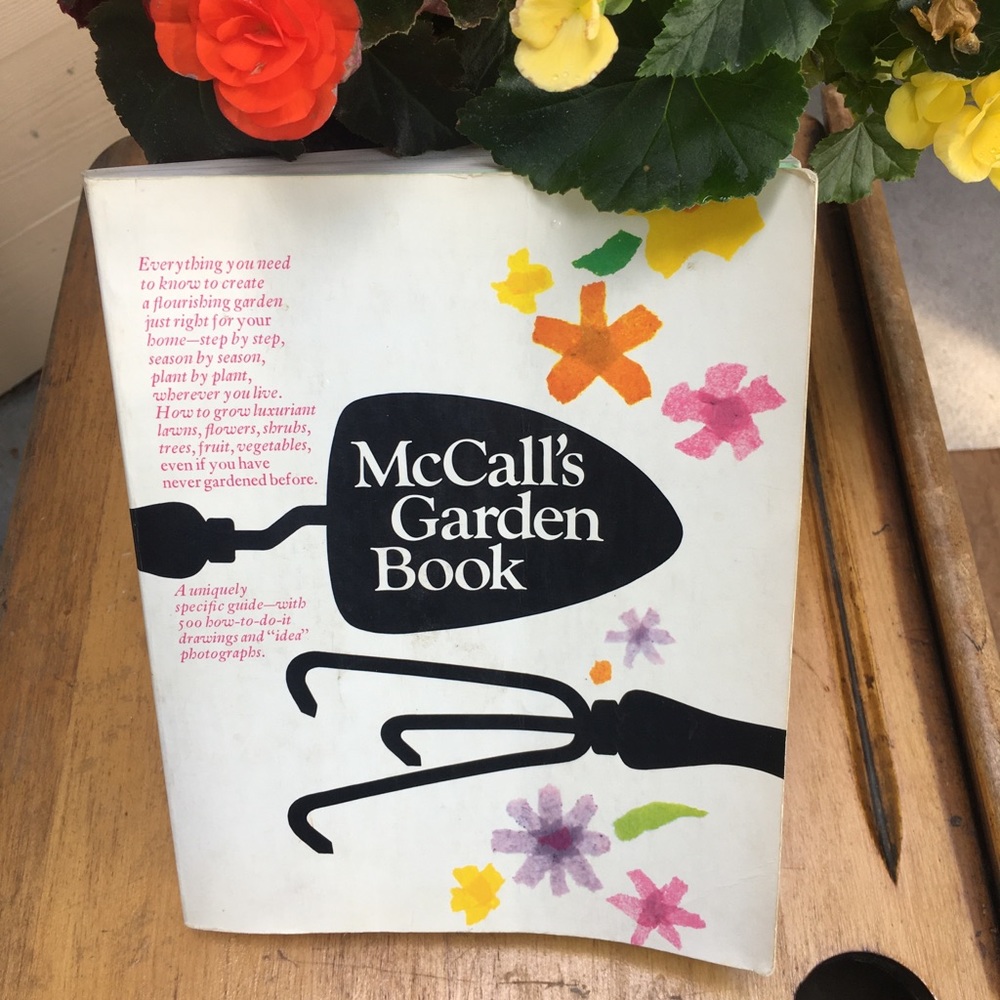 Everything you need
to know to create
a flourishing garden
just right for your
home—step by step,
season by season,
plant by plant,
wherever you live.
How to grow luxuriant
lawns, flowers, shrubs,
trees, fruit, vegetables,
even if you have
never gardened before.
McCall's
Garden
Book
A uniquely
specific guide—with
500 how-to-do-it
drawings and “idea”
photographs.